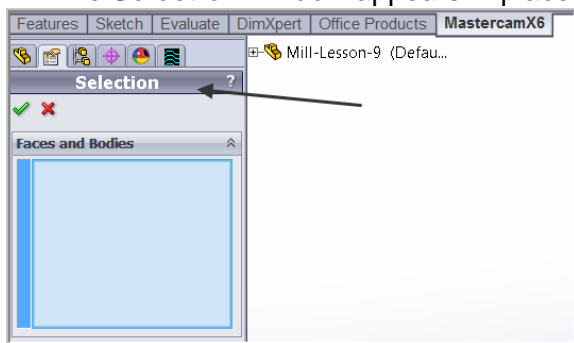 Features Sketch Evaluate DimXpert Office Products MastercamX6
Mill-Lesson-9 (Defau...
Selection ?
Faces and Bodies